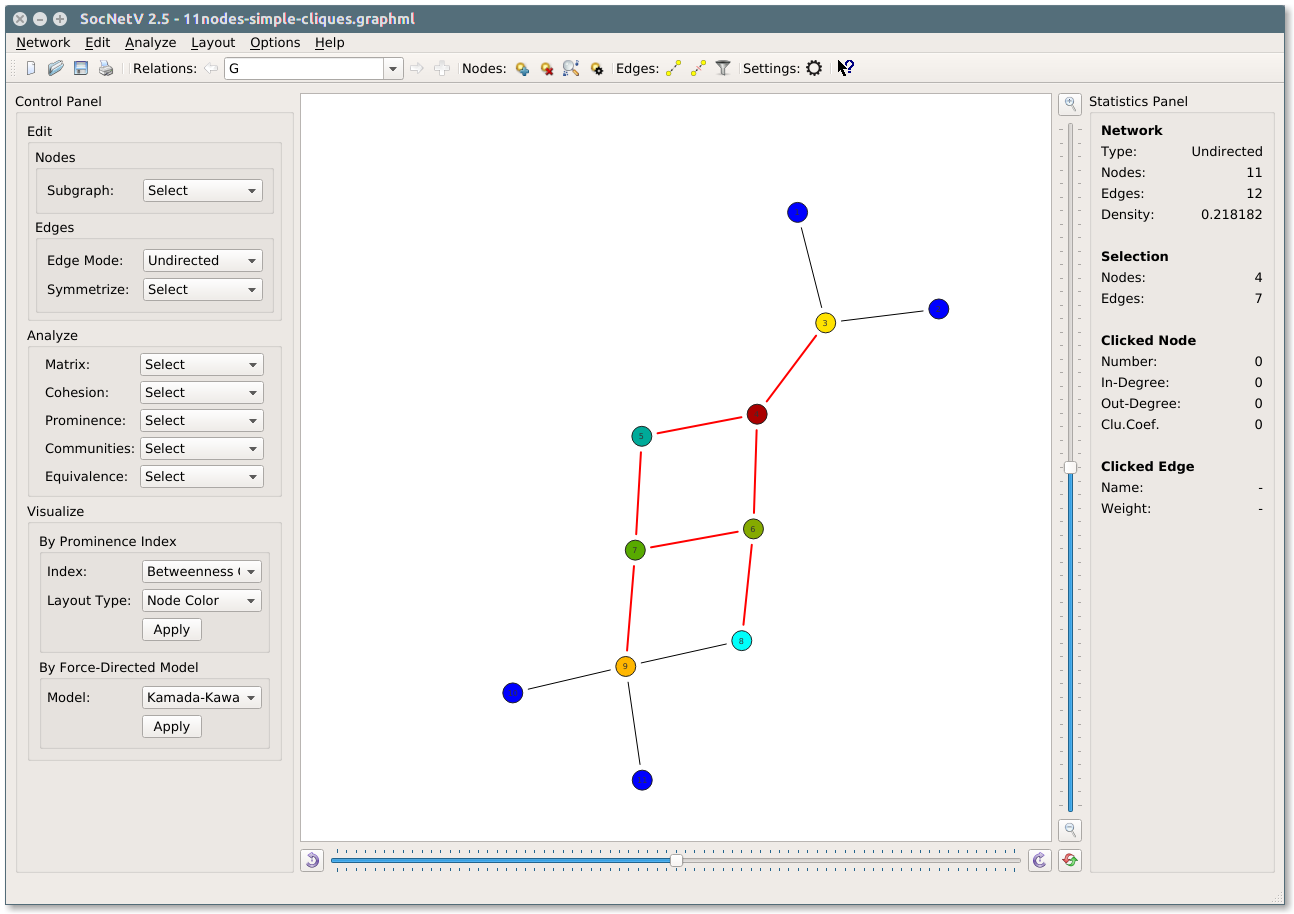 SocNetV 2.5 - 11nodes-simple-cliques.graphml
Network Edit Analyze Layout Options Help
Relations: G Nodes: Edges: Settings:
Control Panel
Edit
Nodes
Subgraph: Select
Edges
Edge Mode: Undirected
Symmetrize: Select
Analyze
Matrix: Select
Cohesion: Select
Prominence: Select
Communities: Select
Equivalence: Select
Visualize
By Prominence Index
Index: Betweenness (
Layout Type: Node Color
Apply
By Force-Directed Model
Model: Kamada-Kawa
Apply
3
5
6
7
8
9
Statistics Panel
Network
Type: Undirected
Nodes: 11
Edges: 12
Density: 0.218182
Selection
Nodes: 4
Edges: 7
Clicked Node
Number: 0
In-Degree: 0
Out-Degree: 0
Clu.Coef. 0
Clicked Edge
Name: -
Weight: -